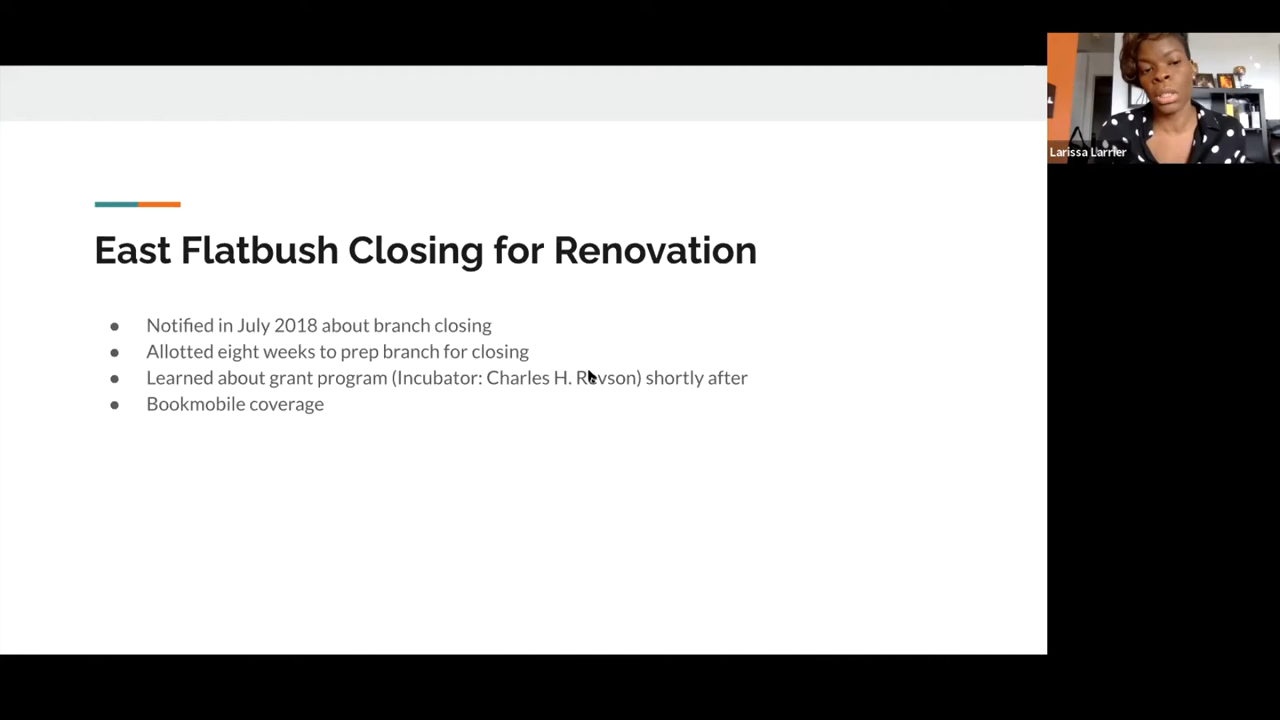 East Flatbush Closing for Renovation
● Notified in July 2018 about branch closing
● Allotted eight weeks to prep branch for closing
● Learned about grant program (Incubator: Charles H. Revson) shortly after
● Bookmobile coverage
Larissa Larrier